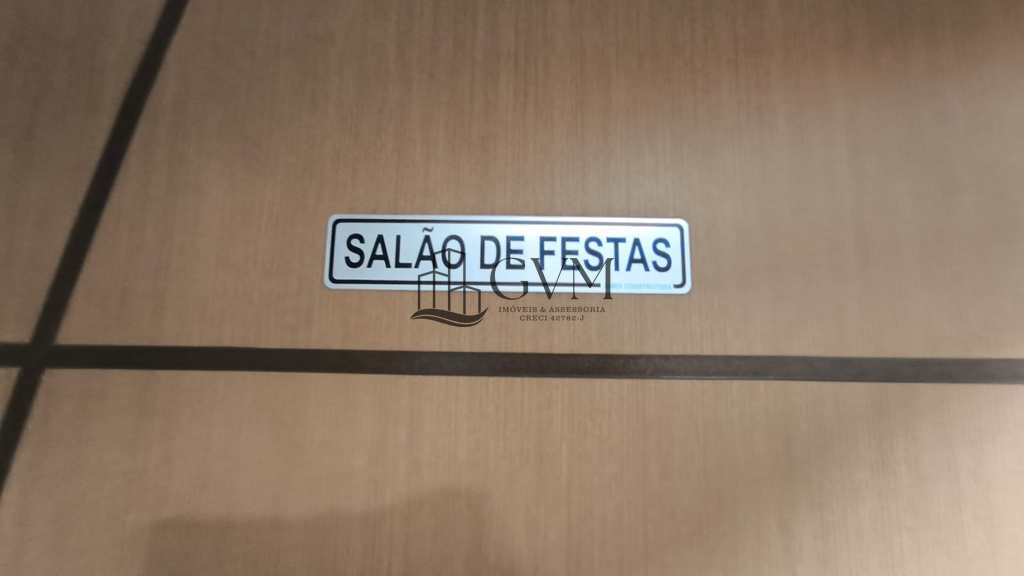 SALÃO DE FESTAS
GVM
IMÓVEIS & ASSESSORIA
CRECI 42782-J